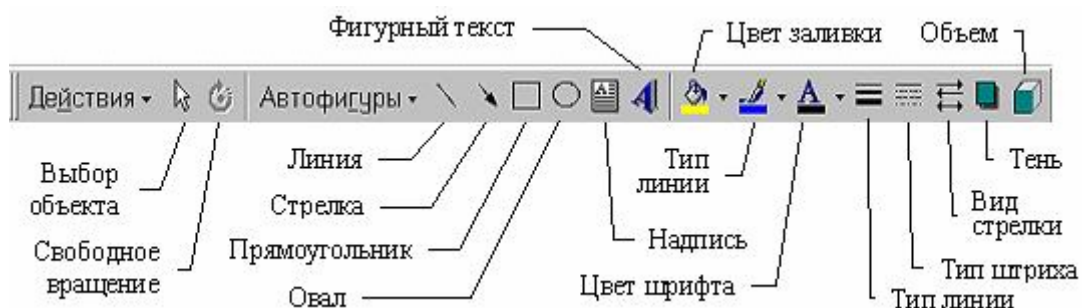 Фигурный текст
Цвет заливки
Объем
Действия
Автофигуры
A
A
Линия
Тип
линии
Тень
Выбор
объекта
Стрелка
Вид
стрелки
Свободное
вращение
Прямоугольник
Надпись
Овал
Цвет шрифта
Тип штриха
Тип линии